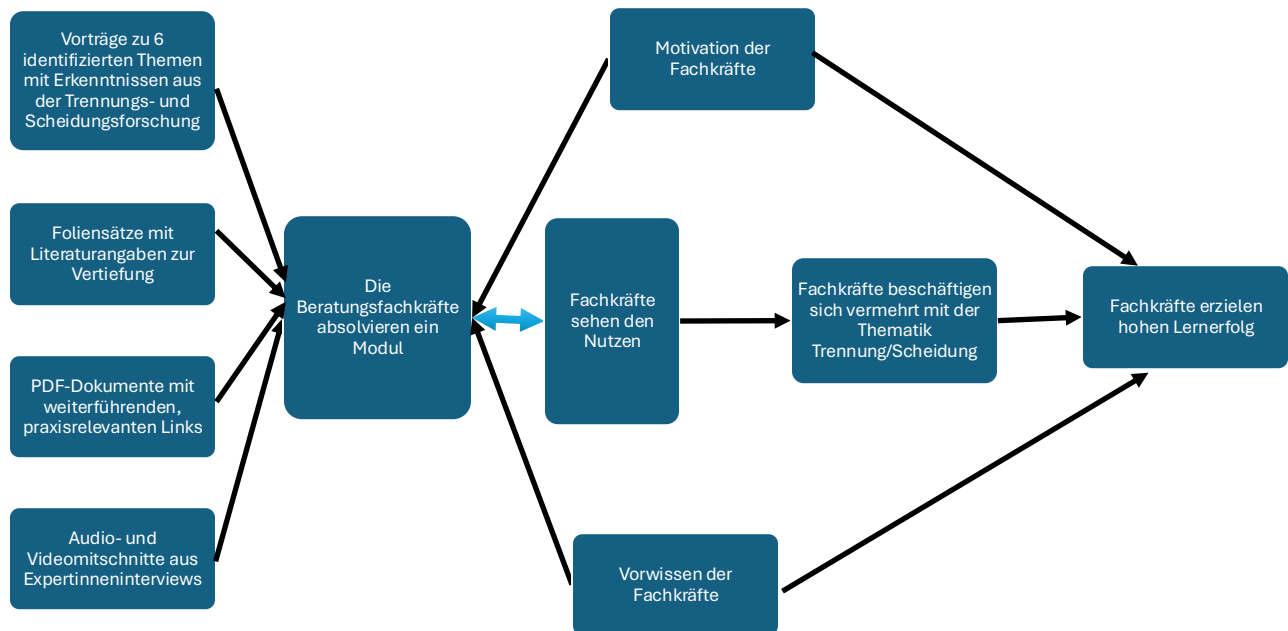 Vorträge zu 6
identifizierten Themen
mit Erkenntnissen aus
der Trennungs- und
Scheidungsforschung
Foliensätze mit
Literaturangaben zur
Vertiefung
PDF-Dokumente mit
weiterführenden,
praxisrelevanten Links
Audio- und
Videomitschnitte aus
Expertinneninterviews
Die
Beratungsfachkräfte
absolvieren ein
Modul
Motivation der
Fachkräfte
Fachkräfte
sehen den
Nutzen
Vorwissen der
Fachkräfte
Fachkräfte beschäftigen
sich vermehrt mit der
Thematik
Trennung/Scheidung
Fachkräfte erzielen
hohen Lernerfolg